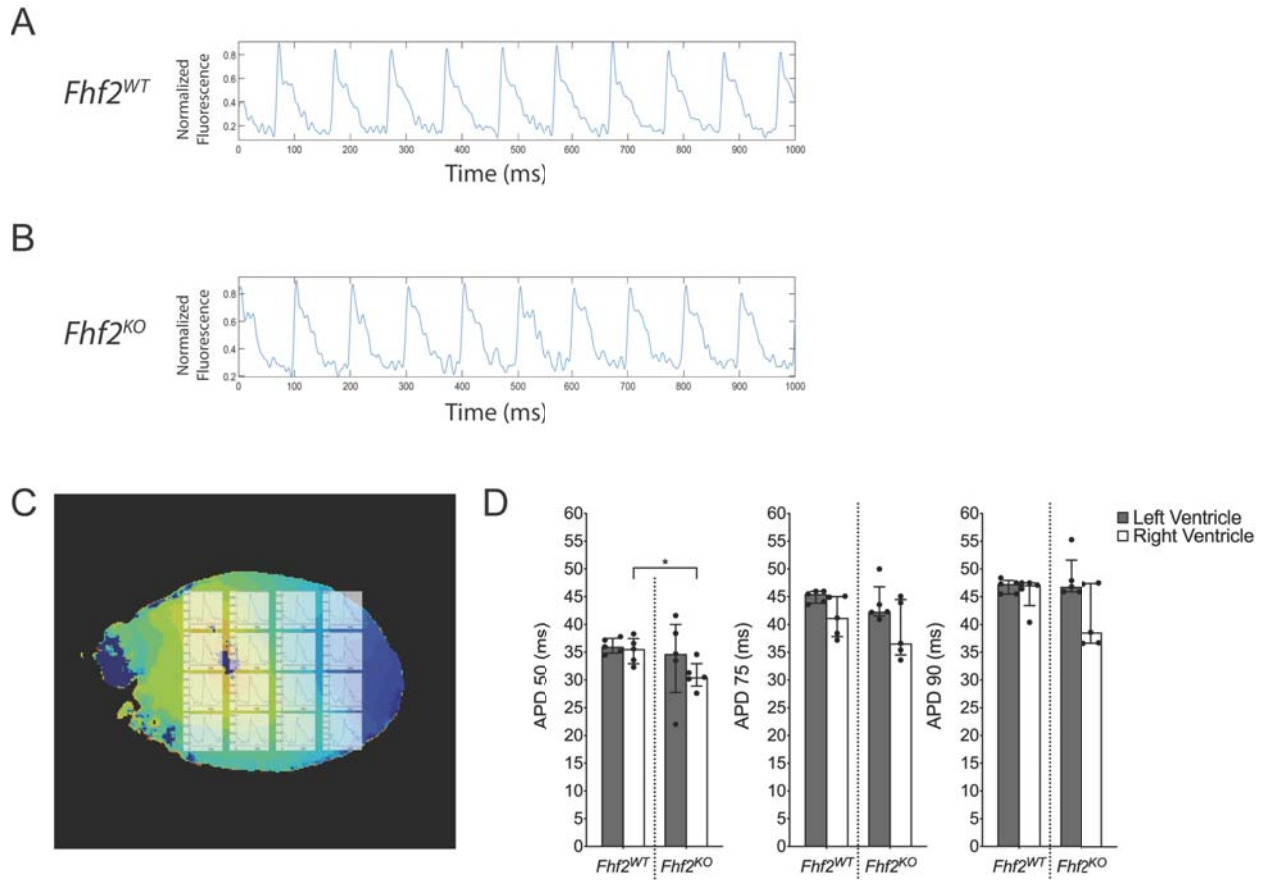 A
Fhf2WT
Normalized
Fluorescence
0.8
0.6
0.4
0.2
0 100 200 300 400 500 600 700 800 900 1000
Time (ms)
B
Fhf2KO
Normalized
Fluorescence
0.8
0.6
0.4
0.2
0 100 200 300 400 500 600 700 800 900 1000
Time (ms)
C
D
APD 50 (ms)
60
55
50
45
40
35
30
25
20
15
10
5
0
*
Fhf2WT Fhf2KO
APD 75 (ms)
60
55
50
45
40
35
30
25
20
15
10
5
0
Fhf2WT Fhf2KO
APD 90 (ms)
60
55
50
45
40
35
30
25
20
15
10
5
0
Fhf2WT Fhf2KO
Left Ventricle
Right Ventricle